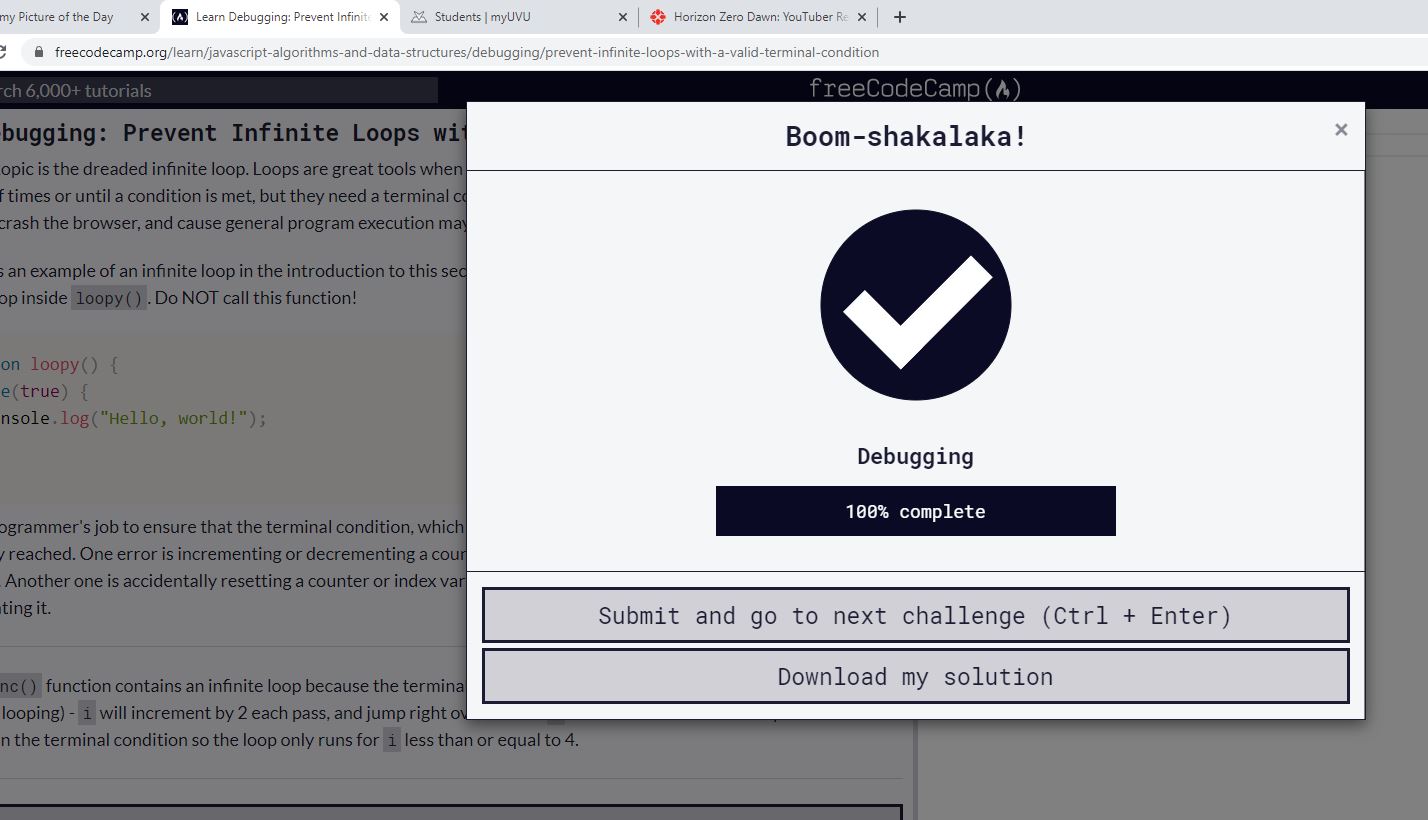 my Picture of the Day
Learn Debugging: Prevent Infinite
Students | myUVU
Horizon Zero Dawn: YouTuber Re
freecodecamp.org/learn/javascript-algorithms-and-data-structures/debugging/prevent-infinite-loops-with-a-valid-terminal-condition
rch 6,000+ tutorials
freeCodeCamp
ebugging: Prevent Infinite Loops wit
opic is the dreaded infinite loop. Loops are great tools when
f times or until a condition is met, but they need a terminal co
crash the browser, and cause general program execution may
s an example of an infinite loop in the introduction to this sec
op inside loopy(). Do NOT call this function!
on loopy() {
e(true) {
nsole.log("Hello, world!");
ogrammer's job to ensure that the terminal condition, which
y reached. One error is incrementing or decrementing a coun
. Another one is accidentally resetting a counter or index var
ting it.
nc() function contains an infinite loop because the termina
looping) - i will increment by 2 each pass, and jump right ov
n the terminal condition so the loop only runs for i less than or equal to 4.
Boom-shakalaka!
×
Debugging
100% complete
Submit and go to next challenge (Ctrl + Enter)
Download my solution